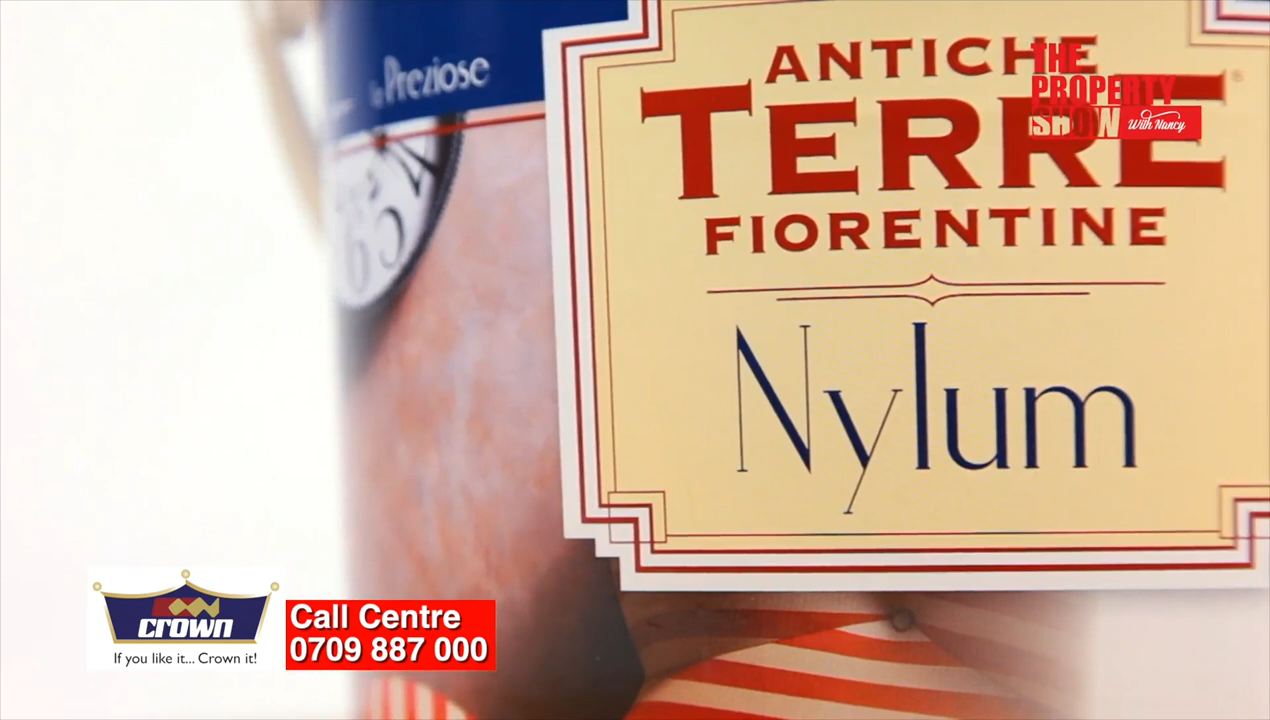 Preziose
ANTICHE
TERRE
FIORENTINE
Nylum
THE
PROPERTY
SHOW
With Nancy
crown
If you like it... Crown it!
Call Centre
0709 887 000